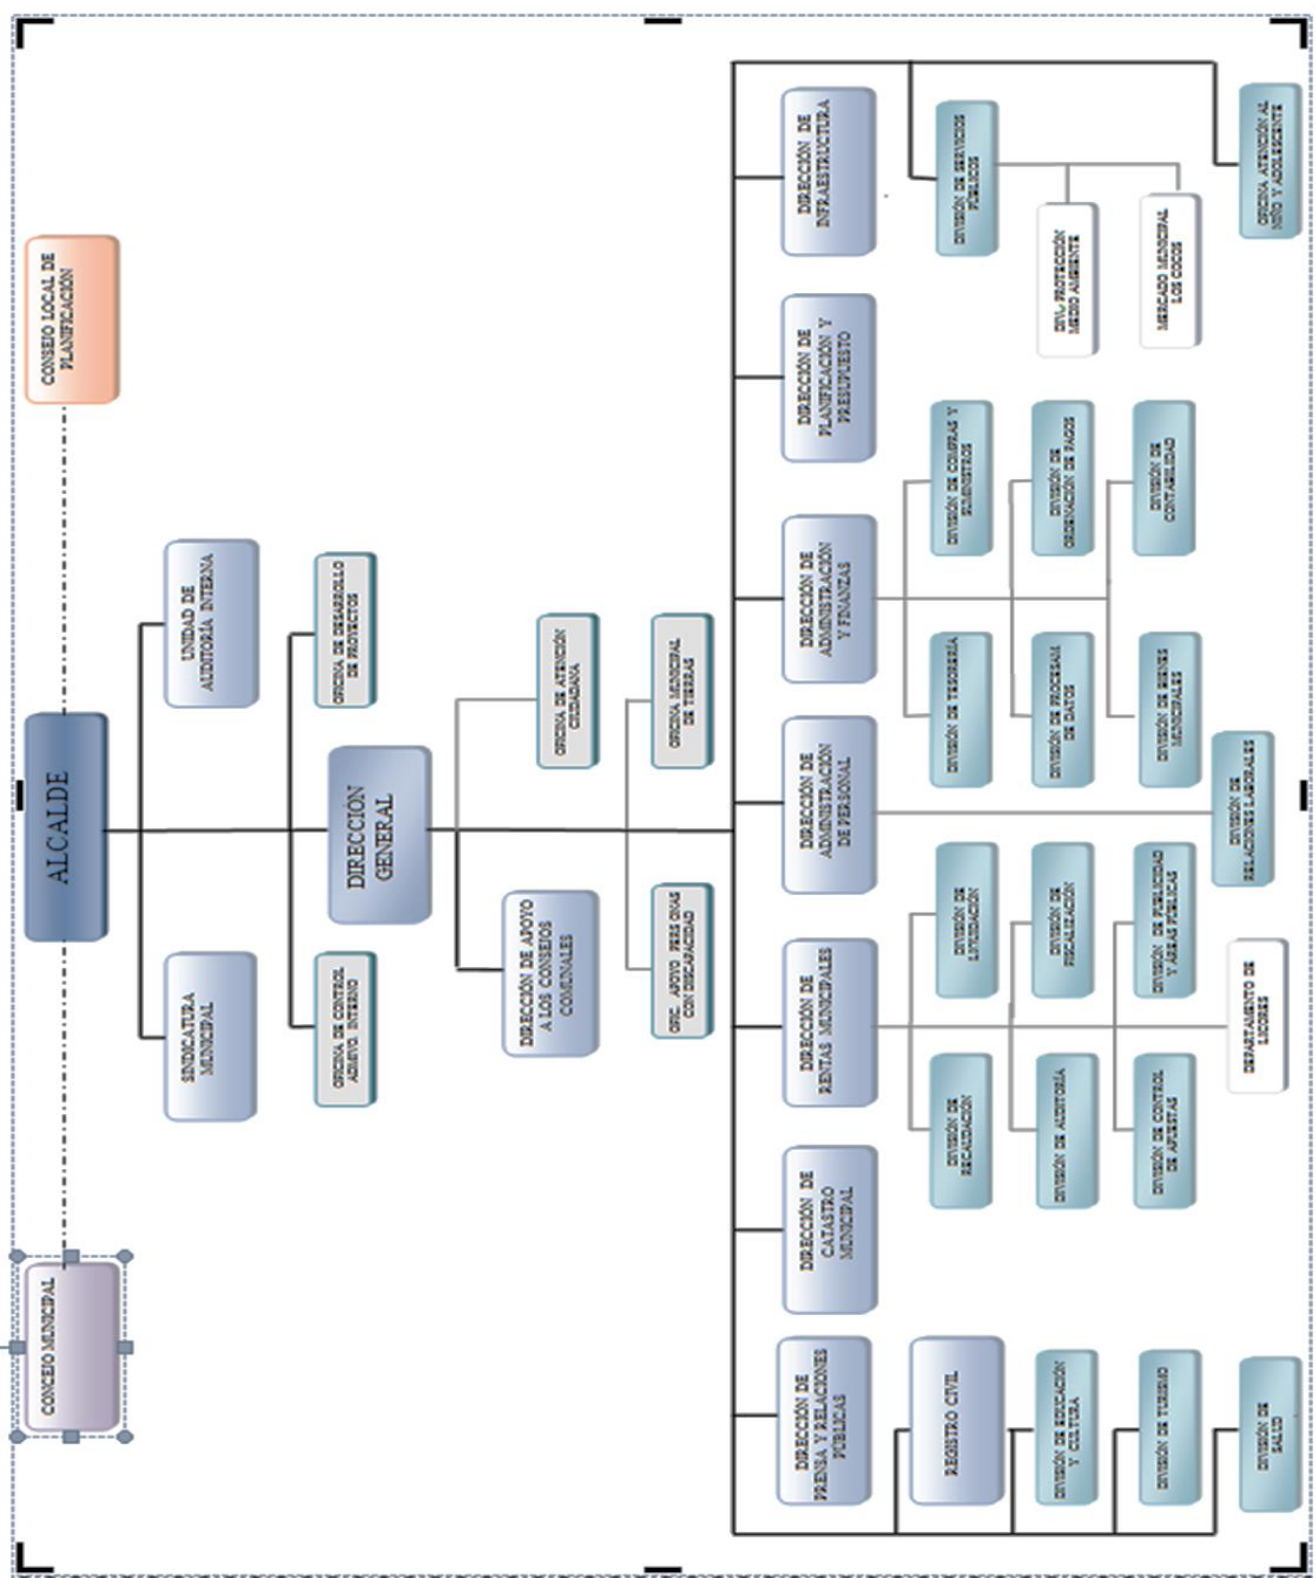 CONCEJO MUNICIPAL
ALCALDE
CONSEJO LOCAL DE
PLANIFICACIÓN
SINDICATURA
MUNICIPAL
UNIDAD DE
AUDITORÍA INTERNA
OFICINA DE CONTROL
ADMIVO. INTERNO
OFICINA DE DESARROLLO
DE PROYECTOS
DIRECCIÓN
GENERAL
DIRECCIÓN DE APOYO
A LOS CONSEJOS
COMUNALES
OFICINA DE ATENCIÓN
CIUDADANA
OFIC. APOYO PERSONAS
CON DISCAPACIDAD
OFICINA MUNICIPAL
DE TIERRAS
DIRECCIÓN DE
PRENSA Y RELACIONES
PÚBLICAS
DIRECCIÓN DE
CATASTRO
MUNICIPAL
DIRECCIÓN DE
RENTAS MUNICIPALES
DIRECCIÓN DE
ADMINISTRACIÓN
DE PERSONAL
DIRECCIÓN DE
ADMINISTRACIÓN
Y FINANZAS
DIRECCIÓN DE
PLANIFICACIÓN Y
PRESUPUESTO
DIRECCIÓN DE
INFRAESTRUCTURA
REGISTRO CIVIL
DIVISIÓN DE
RECAUDACIÓN
DIVISIÓN DE
LIQUIDACIÓN
DIVISIÓN DE TESORERÍA
DIVISIÓN DE COMPRAS Y
SUMINISTROS
DIVISIÓN DE SERVICIOS
PÚBLICOS
DIVISIÓN DE EDUCACIÓN
Y CULTURA
DIVISIÓN DE AUDITORÍA
DIVISIÓN DE
FISCALIZACIÓN
DIVISIÓN DE PROCESAM
DE DATOS
DIVISIÓN DE
ORDENACIÓN DE PAGOS
DIV. PROTECCIÓN
MEDIO AMBIENTE
DIVISIÓN DE TURISMO
DIVISIÓN DE CONTROL
DE APUESTAS
DIVISIÓN DE PUBLICIDAD
Y ÁREAS PÚBLICAS
DIVISIÓN DE BIENES
MUNICIPALES
DIVISIÓN DE
CONTABILIDAD
MERCADO MUNICIPAL
LOS COCOS
DIVISIÓN DE
SALUD
DEPARTAMENTO DE
LICORES
DIVISIÓN DE
RELACIONES LABORALES
OFICINA ATENCIÓN AL
NIÑO Y ADOLESCENTE